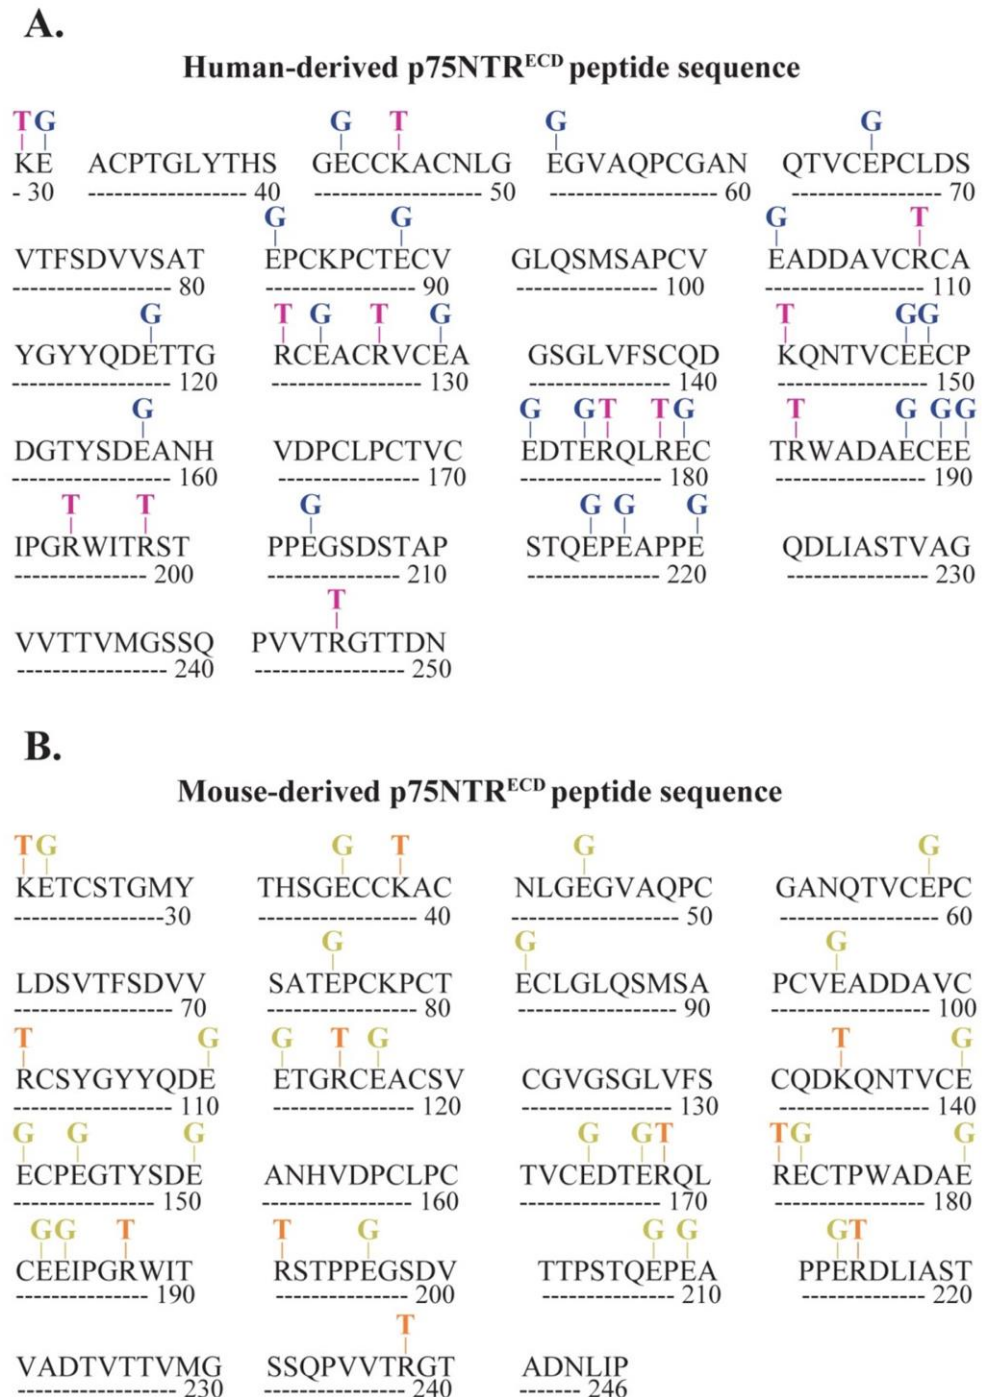 A.
Human-derived p75NTRECD peptide sequence
T G G T G G
KE ACPTGLYTHS GECCKACNLG EGVAQPCGAN QTVCEPCLDS
- 30 ---------------- 40 ---------------- 50 ---------------- 60 --------------- 70
G G G T
VTFSDVVSAT EPCKPCTECV GLQSMSAPCV EADDAVCRCA
---------------- 80 --------------- 90 --------------- 100 ---------------- 110
G T G T G T GG
YGYYQDETTG RCEACRVCEA GSGLVFSCQD KQNTVCEECP
---------------- 120 --------------- 130 --------------- 140 --------------- 150
G G GT TG T G GG
DGTYSDEANH VDPCLPCTVC EDTERQLREC TRWADAECEE
---------------- 160 --------------- 170 -------------- 180 --------------- 190
T T G G G G
IPGRWITRST PPEGSDSTAP STQEPEAPPE QDLIASTVAG
-------------- 200 -------------- 210 -------------- 220 --------------- 230
T
VVTTVMGSSQ PVVTRGTTDN
---------------- 240 --------------- 250
B.
Mouse-derived p75NTRECD peptide sequence
TG G T G G
KETCSTGMY THSGECCKAC NLGEGVAQPC GANQTVCEPC
----------------30 ---------------- 40 ----------------- 50 ---------------- 60
G G G
LDSVTFSDVV SATEPCKPCT ECLGLQSMSA PCVEADDAVC
---------------- 70 --------------- 80 ---------------- 90 ---------------- 100
T G G T G T G
RCSYGYYQDE ETGRCEACSV CGVGSGLVFS CQDKQNTVCE
---------------- 110 -------------- 120 --------------- 130 --------------- 140
G G G G GT TG G
ECPEGTYSDE ANHVDPCLPC TVCEDTERQL RECTPWADAE
-------------- 150 --------------- 160 --------------- 170 --------------- 180
GG T T G G G GT
CEEIPGRWIT RSTPPEGSDV TTPSTQEPEA PPERDLIAST
------------- 190 -------------- 200 ------------- 210 ------------- 220
T
VADTVTTVMG SSQPVVTRGT ADNLIP
---------------- 230 -------------- 240 ------ 246